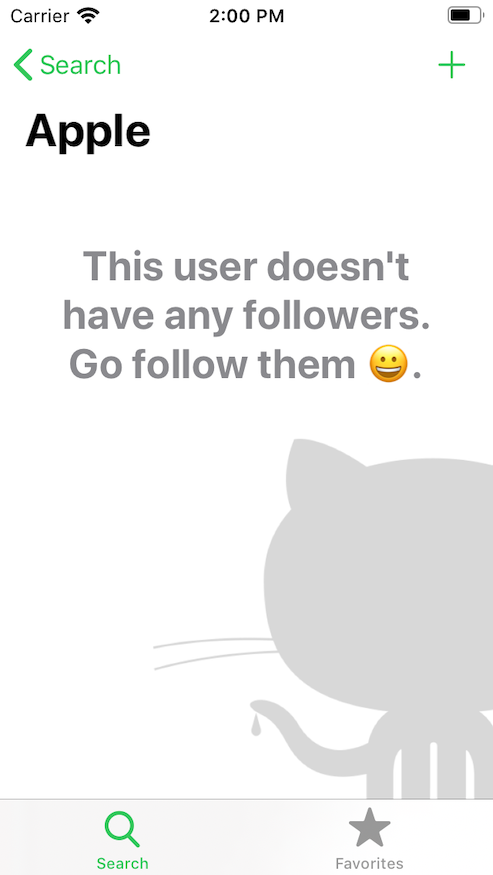 Carrier 2:00 PM
Search
Apple
This user doesn't
have any followers.
Go follow them 😀.
Search Favorites